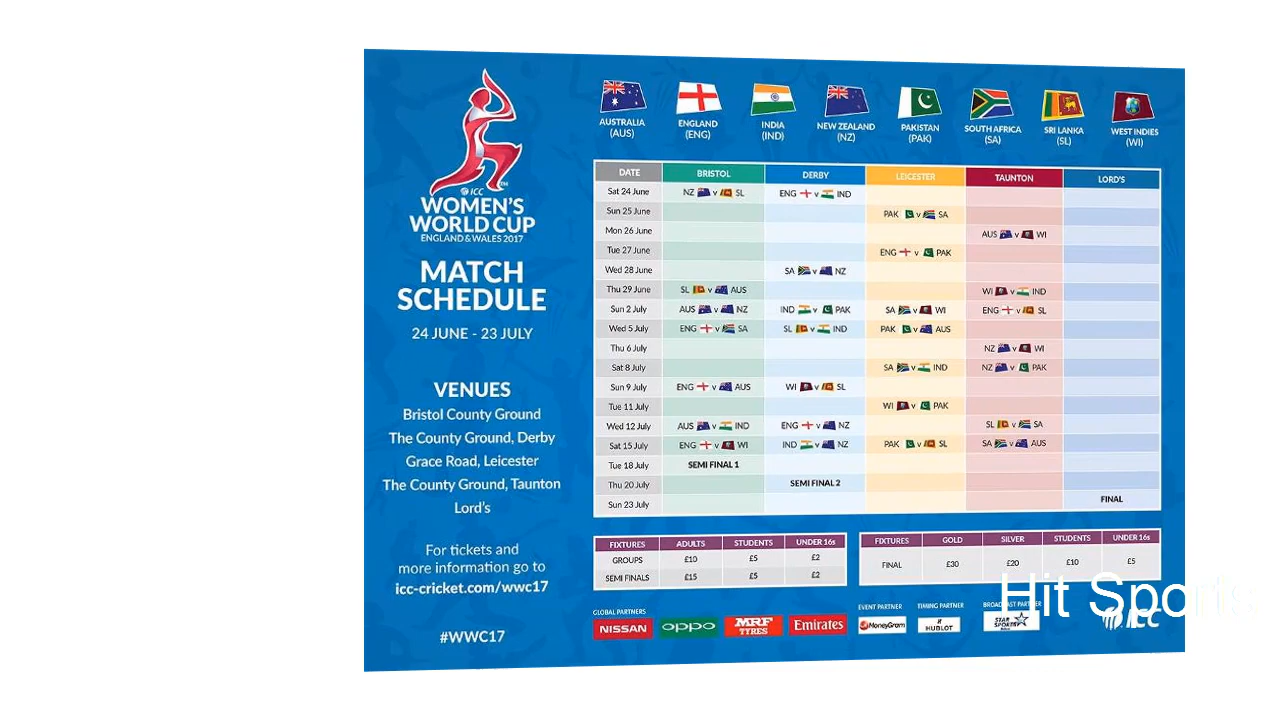 AUSTRALIA (AUS)
ENGLAND (ENG)
INDIA (IND)
NEW ZEALAND (NZ)
PAKISTAN (PAK)
SOUTH AFRICA (SA)
SRI LANKA (SL)
WEST INDIES (WI)
ICC
WOMEN'S
WORLD CUP
ENGLAND & WALES 2017
MATCH
SCHEDULE
24 JUNE - 23 JULY
VENUES
Bristol County Ground
The County Ground, Derby
Grace Road, Leicester
The County Ground, Taunton
Lord's
For tickets and
more information go to
icc-cricket.com/wwc17
#WWC17
DATE BRISTOL DERBY LEICESTER TAUNTON LORD'S
Sat 24 June NZ v SL ENG v IND
Sun 25 June PAK v SA
Mon 26 June AUS v WI
Tue 27 June ENG v PAK
Wed 28 June SA v NZ
Thu 29 June SL v AUS WI v IND
Sun 2 July AUS v NZ IND v PAK SA v WI ENG v SL
Wed 5 July ENG v SA SL v IND PAK v AUS
Thu 6 July NZ v WI
Sat 8 July SA v IND NZ v PAK
Sun 9 July ENG v AUS WI v SL
Tue 11 July WI v PAK
Wed 12 July AUS v IND ENG v NZ SL v SA
Sat 15 July ENG v WI IND v NZ PAK v SL SA v AUS
Tue 18 July SEMI FINAL 1
Thu 20 July SEMI FINAL 2
Sun 23 July FINAL
FIXTURES ADULTS STUDENTS UNDER 16s
GROUPS £10 £5 £2
SEMI FINALS £15 £5 £2
FIXTURES GOLD SILVER STUDENTS UNDER 16s
FINAL £30 £20 £10 £5
GLOBAL PARTNERS
NISSAN oppo MRF TYRES Emirates
EVENT PARTNER
MoneyGram
TIMING PARTNER
HUBLOT
BROADCAST PARTNER
STAR SPORTS
ICC
Hit Sports